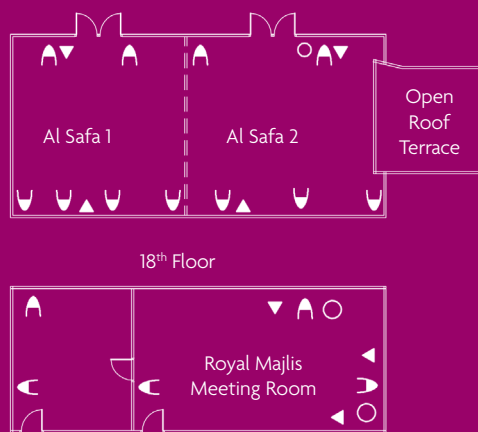 Al Safa 1
Al Safa 2
Open
Roof
Terrace
18th Floor
Royal Majlis
Meeting Room